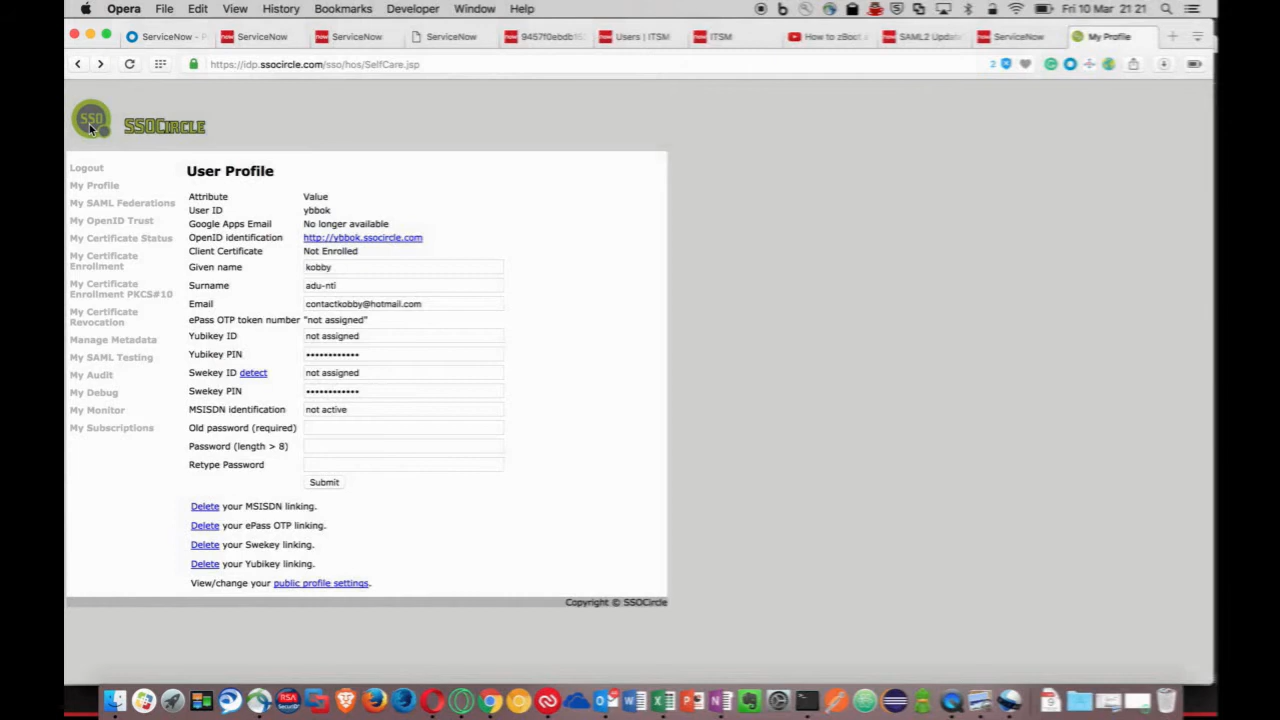 Opera File Edit View History Bookmarks Developer Window Help Fri 10 Mar 21 21
ServiceNow - P ServiceNow ServiceNow ServiceNow 9457f0ebdb15 Users | ITSM ITSM How to zBoot SAML2 Upda ServiceNow My Profile
https://idp.ssocircle.com/sso/hos/SelfCare.jsp 2
SSO SSOCircle
Logout
My Profile
My SAML Federations
My OpenID Trust
My Certificate Status
My Certificate
Enrollment
My Certificate
Enrollment PKCS#10
My Certificate
Revocation
Manage Metadata
My SAML Testing
My Audit
My Debug
My Monitor
My Subscriptions
User Profile
Attribute Value
User ID ybbok
Google Apps Email No longer available
OpenID identification http://ybbok.ssocircle.com
Client Certificate Not Enrolled
Given name kobby
Surname adu-nti
Email contactkobby@hotmail.com
ePass OTP token number "not assigned"
Yubikey ID not assigned
Yubikey PIN ••••••••••••
Swekey ID detect not assigned
Swekey PIN ••••••••••••
MSISDN identification not active
Old password (required)
Password (length > 8)
Retype Password
Submit
Delete your MSISDN linking.
Delete your ePass OTP linking.
Delete your Swekey linking.
Delete your Yubikey linking.
View/change your public profile settings.
Copyright © SSOCircle